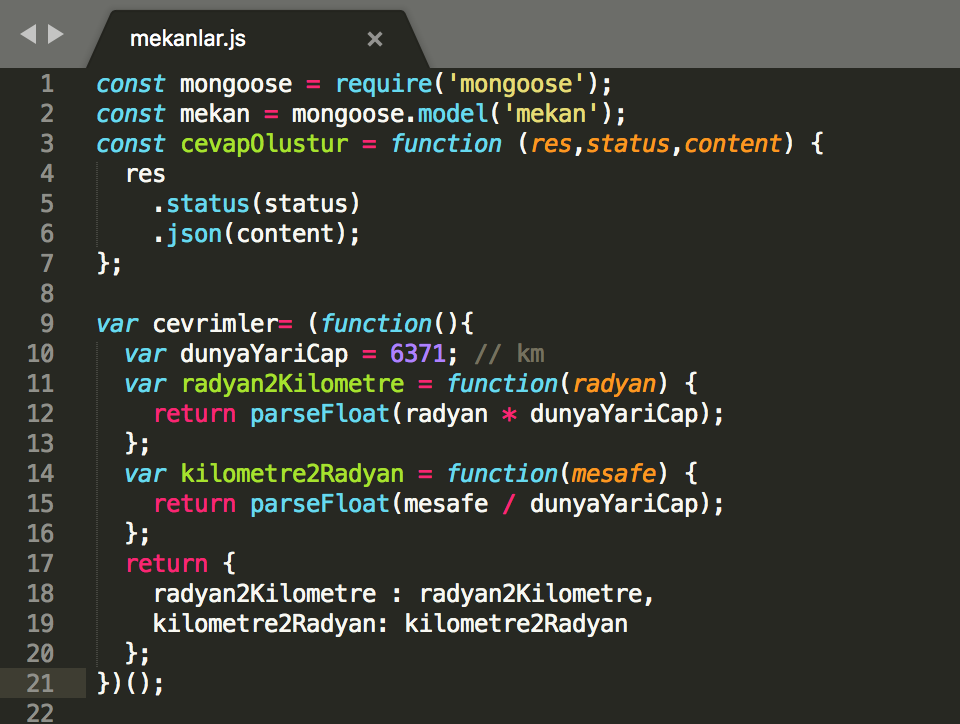 mekanlar.js ×
1 const mongoose = require('mongoose');
2 const mekan = mongoose.model('mekan');
3 const cevapOlustur = function (res,status,content) {
4   res
5     .status(status)
6     .json(content);
7 };
8
9 var cevrimler= (function(){
10   var dunyaYariCap = 6371; // km
11   var radyan2Kilometre = function(radyan) {
12     return parseFloat(radyan * dunyaYariCap);
13   };
14   var kilometre2Radyan = function(mesafe) {
15     return parseFloat(mesafe / dunyaYariCap);
16   };
17   return {
18     radyan2Kilometre : radyan2Kilometre,
19     kilometre2Radyan: kilometre2Radyan
20   };
21 })();
22